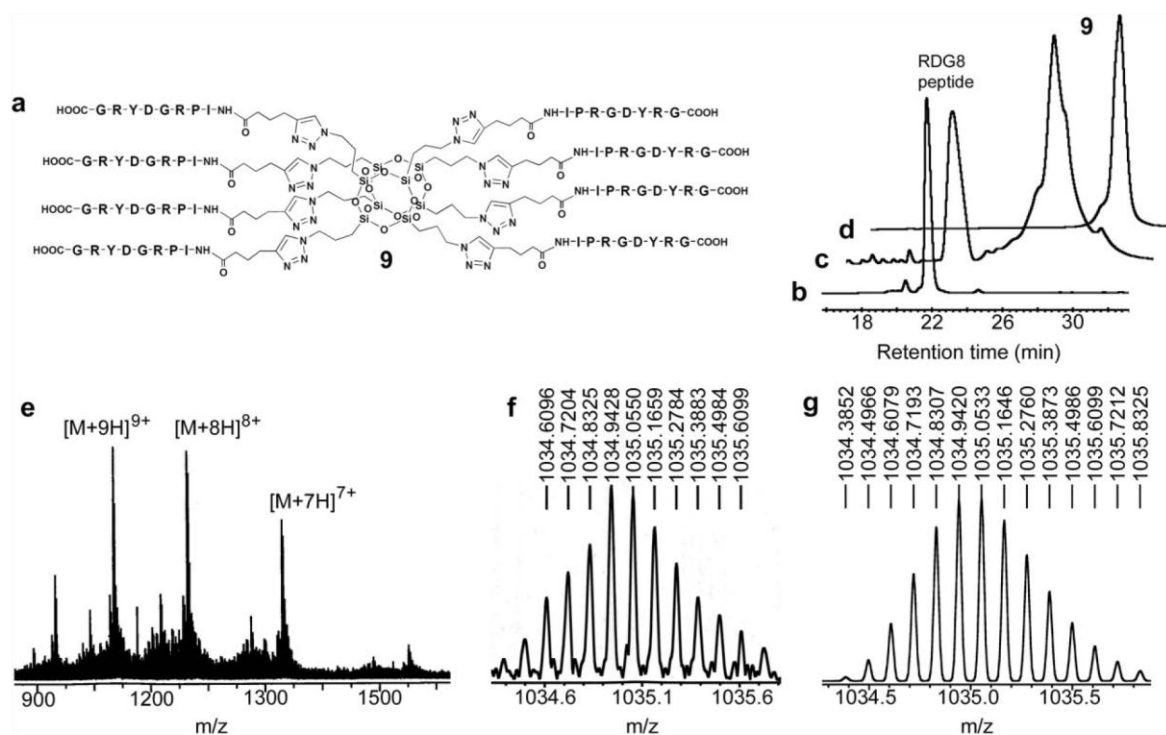 a
HOOC-G-R-Y-D-G-R-P-I-NH
O
N=N
N
N=N
N
O
NH-I-P-R-G-D-Y-R-G-COOH
HOOC-G-R-Y-D-G-R-P-I-NH
NH-I-P-R-G-D-Y-R-G-COOH
HOOC-G-R-Y-D-G-R-P-I-NH
NH-I-P-R-G-D-Y-R-G-COOH
HOOC-G-R-Y-D-G-R-P-I-NH
NH-I-P-R-G-D-Y-R-G-COOH
9
9
RDG8
peptide
d
c
b
18 22 26 30
Retention time (min)
e
[M+9H]9+
[M+8H]8+
[M+7H]7+
900 1200 1300 1500
m/z
f
1034.6096
1034.7204
1034.8325
1034.9428
1035.0550
1035.1659
1035.2784
1035.3883
1035.4984
1035.6099
1034.6 1035.1 1035.6
m/z
g
1034.3852
1034.4966
1034.6079
1034.7193
1034.8307
1034.9420
1035.0533
1035.1646
1035.2760
1035.3873
1035.4986
1035.6099
1035.7212
1035.8325
1034.5 1035.0 1035.5
m/z